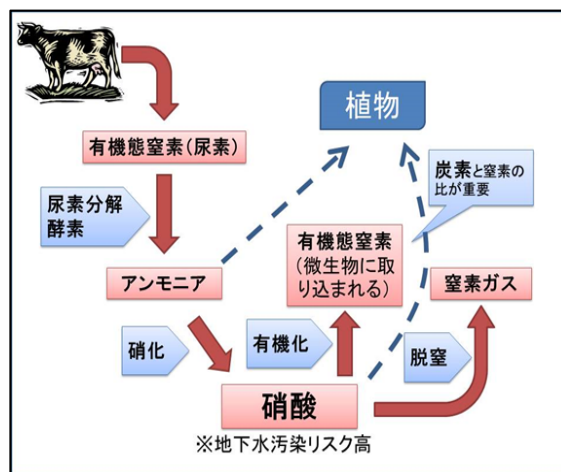 植物
有機態窒素(尿素)
炭素と窒素の
比が重要
尿素分解
酵素
有機態窒素
(微生物に取
り込まれる)
アンモニア
窒素ガス
硝化
有機化
脱窒
硝酸
※地下水汚染リスク高